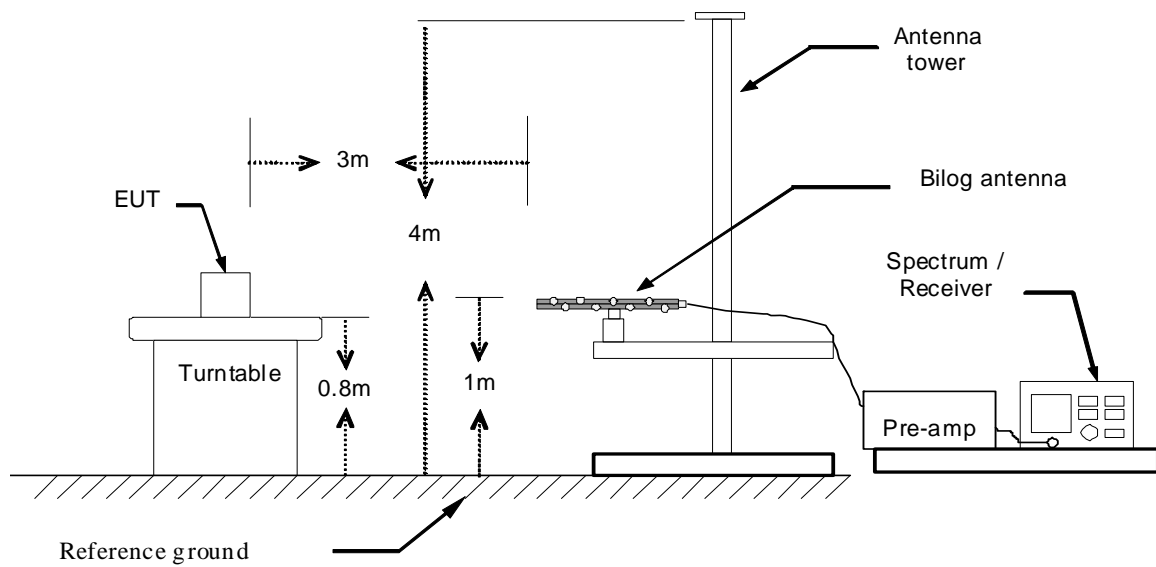 Antenna
tower
3m
Bilog antenna
EUT
4m
Spectrum /
Receiver
Turntable
0.8m
1m
Pre-amp
Reference ground